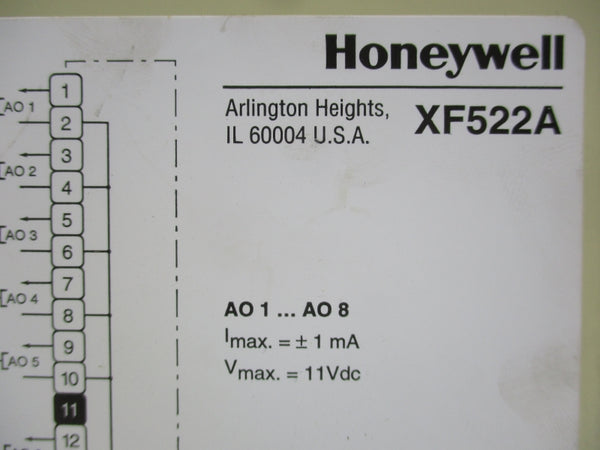 Honeywell
Arlington Heights,
IL 60004 U.S.A.
XF522A
1
AO 1
2
3
AO 2
4
5
AO 3
6
7
AO 4
8
9
AO 5
10
11
12
AO 1 ... AO 8
Imax. = ± 1 mA
Vmax. = 11Vdc